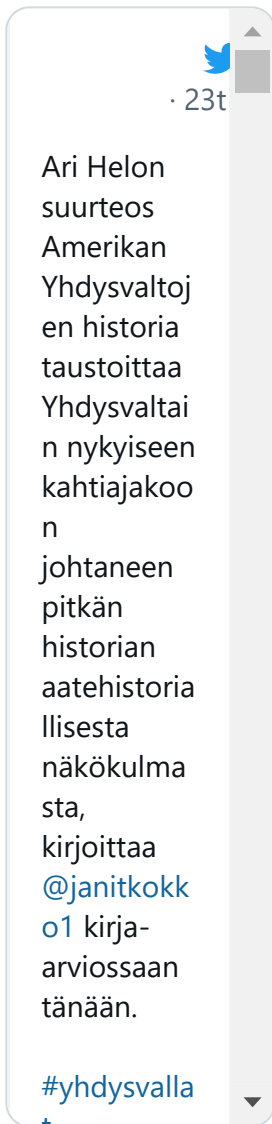 · 23t
Ari Helon
suurteos
Amerikan
Yhdysvaltoj
en historia
taustoittaa
Yhdysvaltai
n nykyiseen
kahtiajakoo
n
johtaneen
pitkän
historian
aatehistoria
llisesta
näkökulma
sta,
kirjoittaa
@janitkokk
o1 kirja-
arviossaan
tänään.
#yhdysvalla